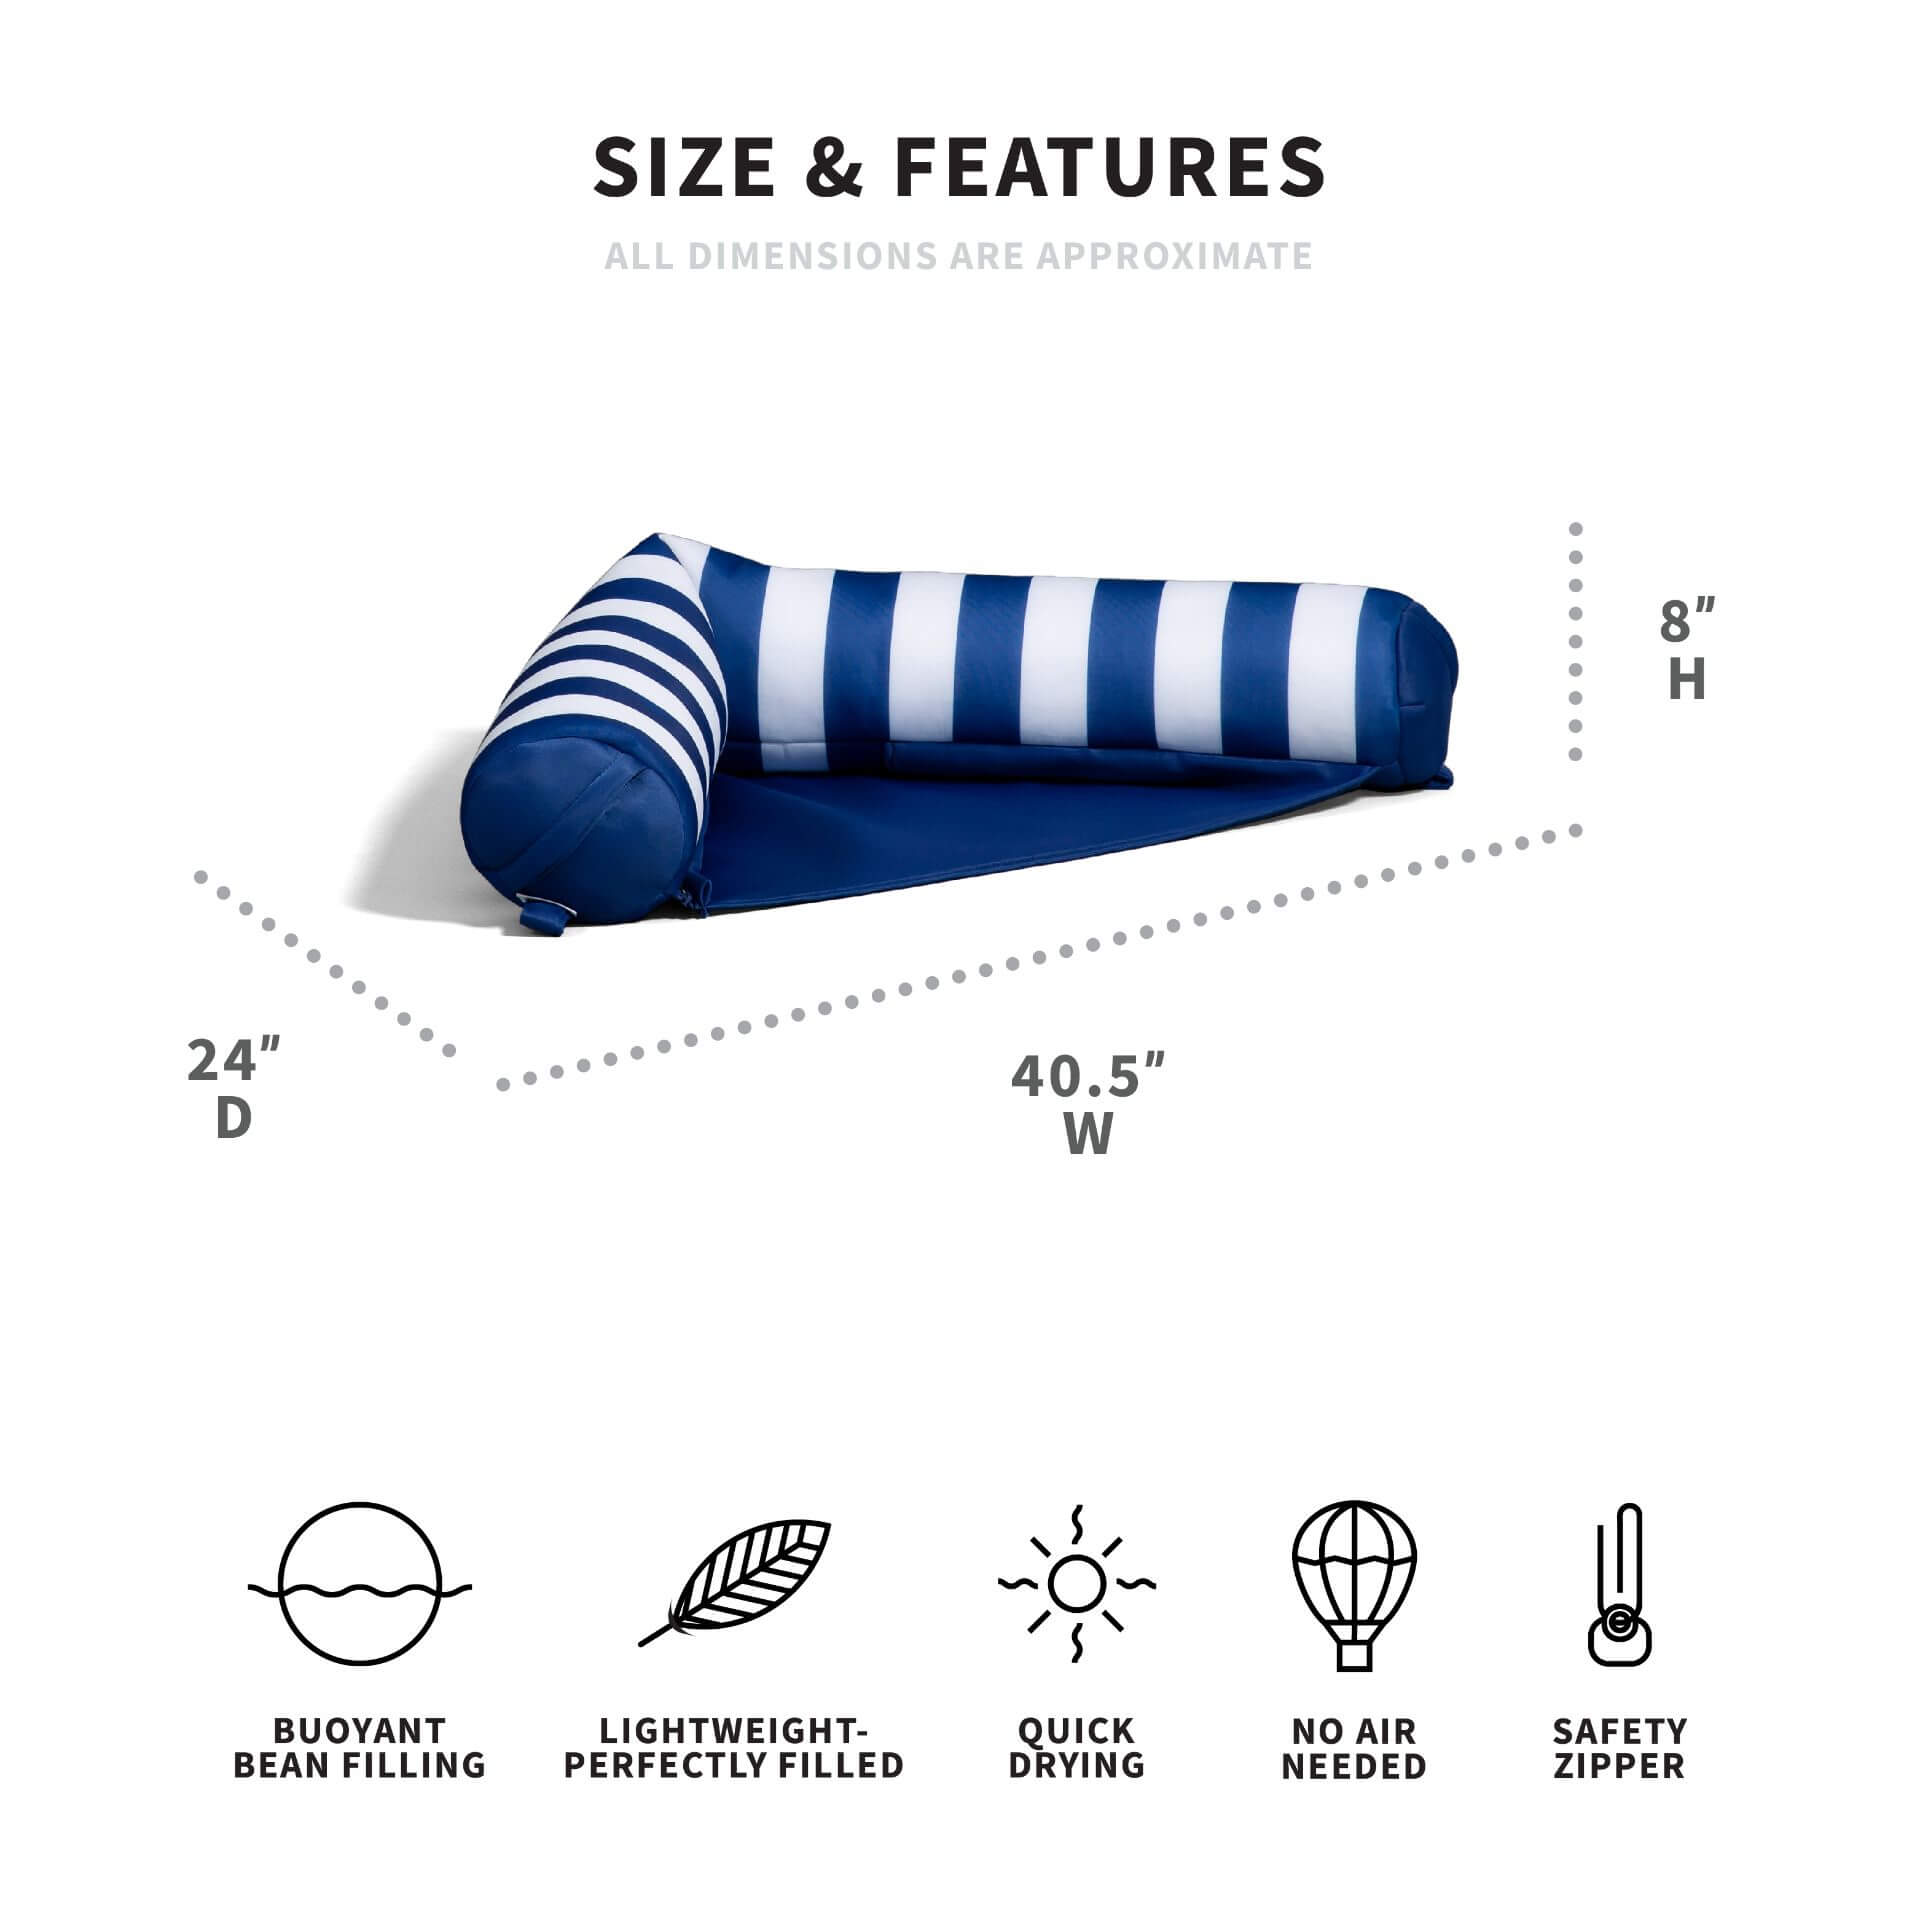 SIZE & FEATURES
ALL DIMENSIONS ARE APPROXIMATE
8"
H
24"
D
40.5"
W
BUOYANT
BEAN FILLING
LIGHTWEIGHT-
PERFECTLY FILLED
QUICK
DRYING
NO AIR
NEEDED
SAFETY
ZIPPER